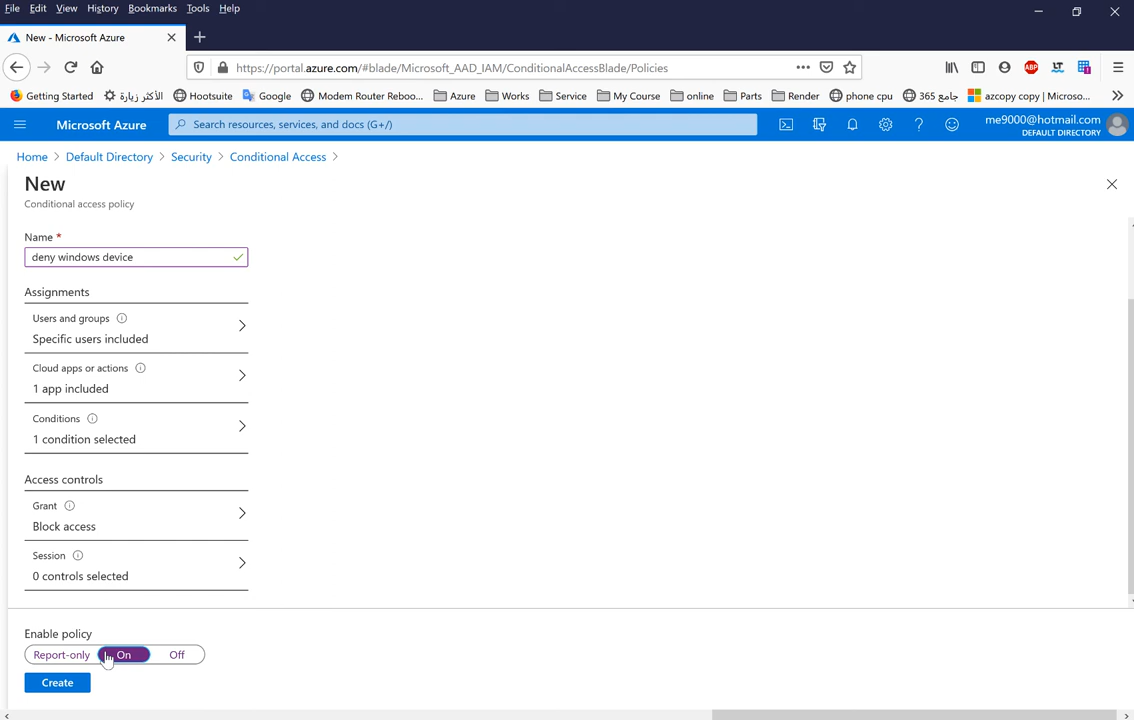 File Edit View History Bookmarks Tools Help
New - Microsoft Azure
https://portal.azure.com/#blade/Microsoft_AAD_IAM/ConditionalAccessBlade/Policies
Getting Started الأكثر زيارة Hootsuite Google Modem Router Reboo... Azure Works Service My Course online Parts Render phone cpu جامع 365 azcopy copy | Microso...
Microsoft Azure Search resources, services, and docs (G+/) me9000@hotmail.com
DEFAULT DIRECTORY
Home > Default Directory > Security > Conditional Access >
New
Conditional access policy
Name *
deny windows device
Assignments
Users and groups
Specific users included
Cloud apps or actions
1 app included
Conditions
1 condition selected
Access controls
Grant
Block access
Session
0 controls selected
Enable policy
Report-only On Off
Create